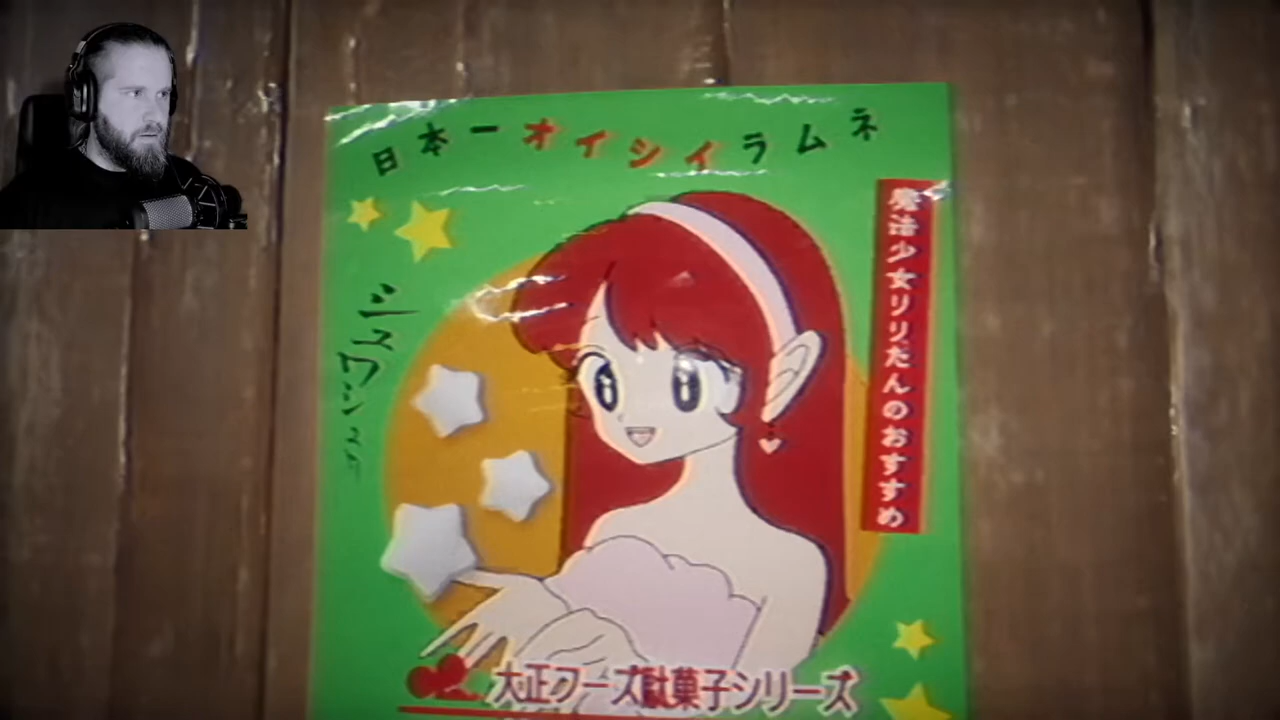 日本一オイシイラムネ
魔法少女リリたんのおすすめ
シュワシュワ
大正フーズ駄菓子シリーズ